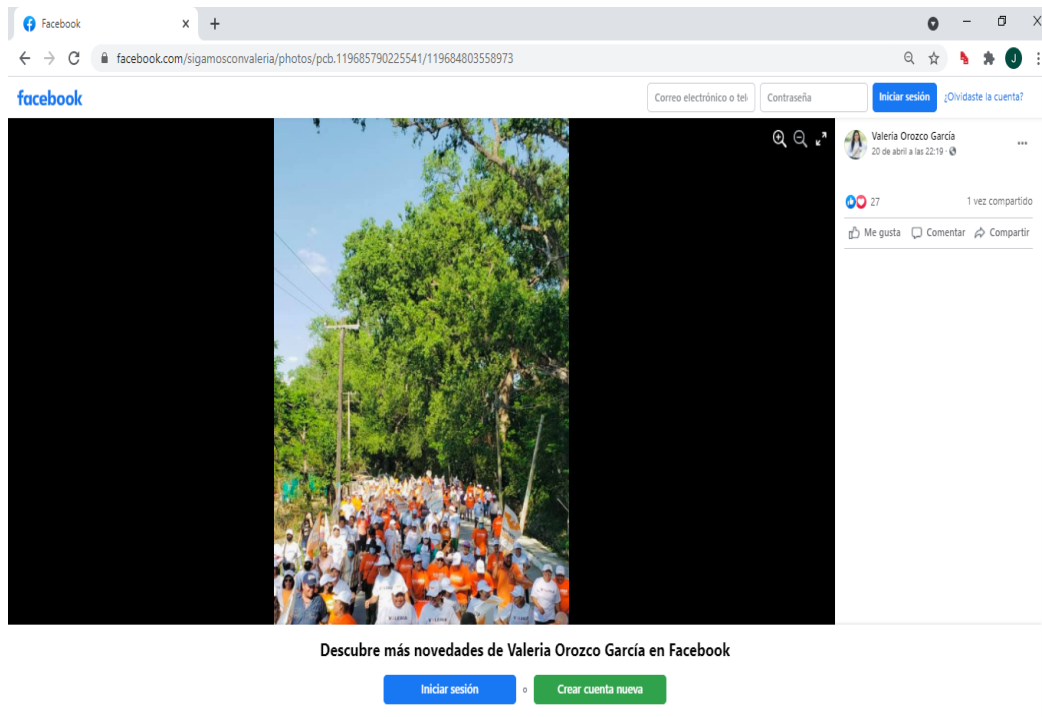 Facebook
facebook.com/sigamosconvaleria/photos/pcb.119685790225541/119684803558973
J
facebook
Correo electrónico o tel
Contraseña
Iniciar sesión
¿Olvidaste la cuenta?
Valeria Orozco García
20 de abril a las 22:19
27
1 vez compartido
Me gusta
Comentar
Compartir
Descubre más novedades de Valeria Orozco García en Facebook
Iniciar sesión
o
Crear cuenta nueva